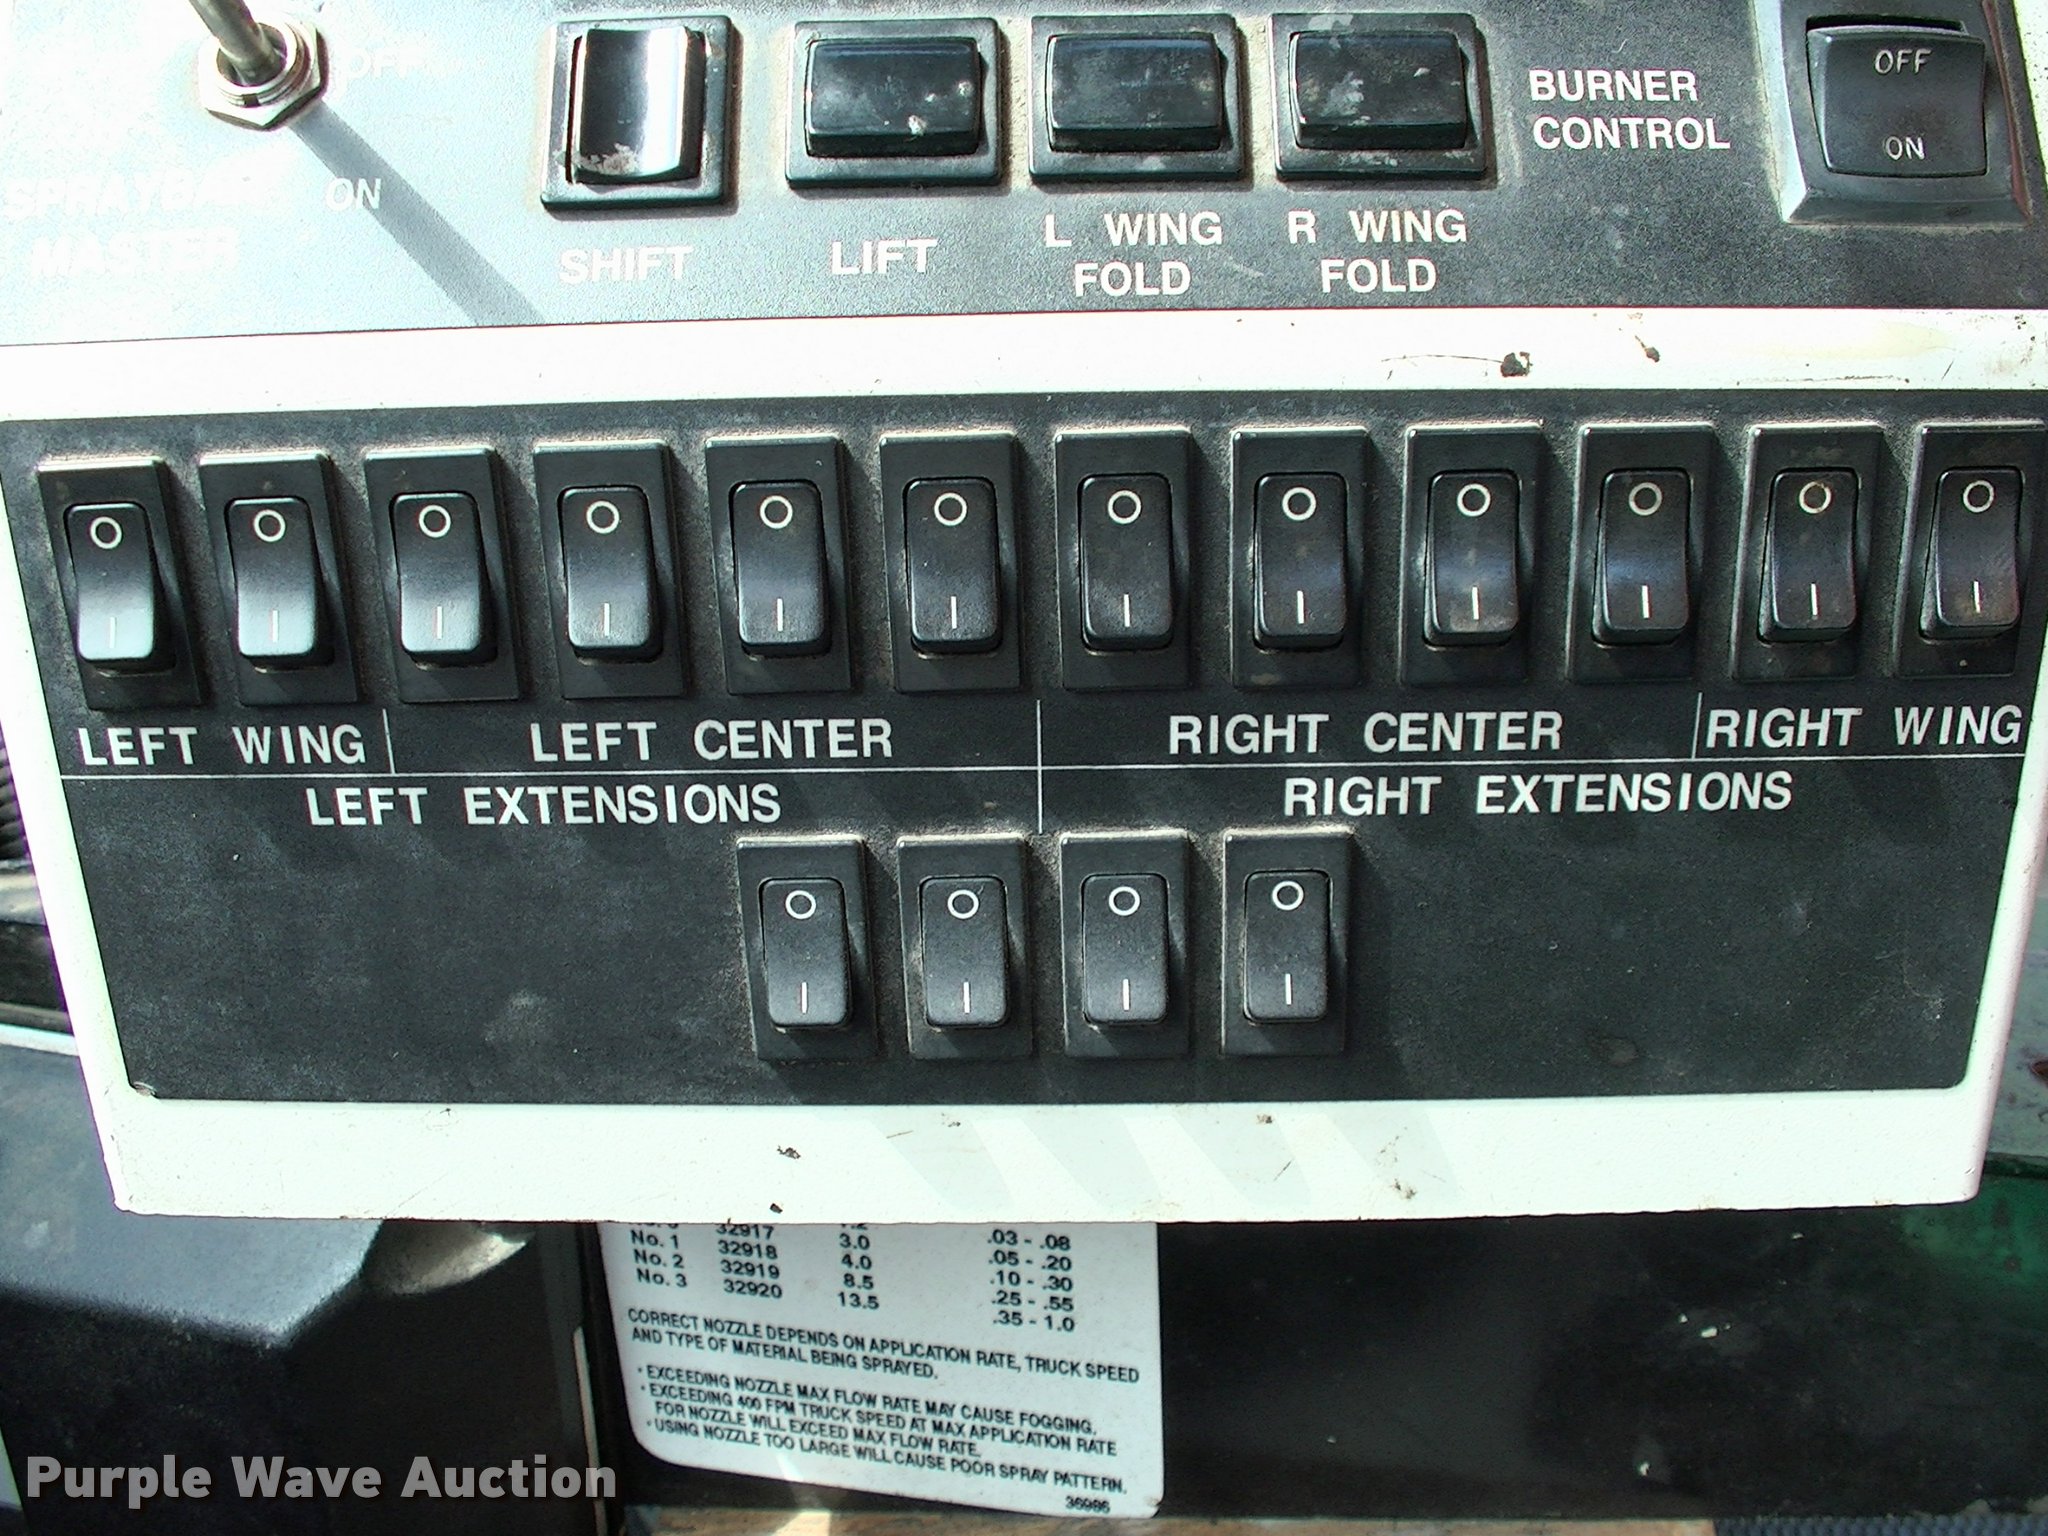 OFF
SPRAYBAR ON
MASTER
SHIFT
LIFT
L WING
FOLD
R WING
FOLD
BURNER
CONTROL
OFF
ON
LEFT WING
LEFT CENTER
RIGHT CENTER
RIGHT WING
LEFT EXTENSIONS
RIGHT EXTENSIONS
32917 3.0 .03 - .08
No. 1 32918 4.0 .05 - .20
No. 2 32919 8.5 .10 - .30
No. 3 32920 13.5 .25 - .55
.35 - 1.0
CORRECT NOZZLE DEPENDS ON APPLICATION RATE, TRUCK SPEED
AND TYPE OF MATERIAL BEING SPRAYED.
• EXCEEDING NOZZLE MAX FLOW RATE MAY CAUSE FOGGING.
• EXCEEDING 400 FPM TRUCK SPEED AT MAX APPLICATION RATE
FOR NOZZLE WILL EXCEED MAX FLOW RATE.
• USING NOZZLE TOO LARGE WILL CAUSE POOR SPRAY PATTERN.
36986
Purple Wave Auction